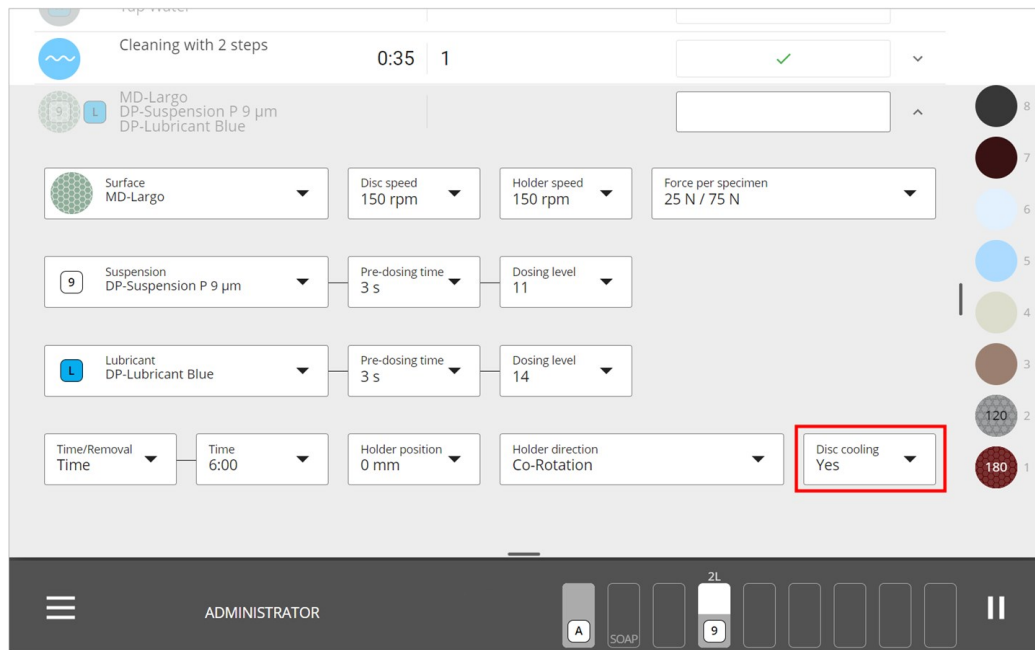 Tap Water
Cleaning with 2 steps
0:35 1
MD-Largo
9 L
DP-Suspension P 9 µm
DP-Lubricant Blue
8
7
6
5
4
3
120 2
180 1
Surface
MD-Largo
Disc speed
150 rpm
Holder speed
150 rpm
Force per specimen
25 N / 75 N
9
Suspension
DP-Suspension P 9 µm
Pre-dosing time
3 s
Dosing level
11
L
Lubricant
DP-Lubricant Blue
Pre-dosing time
3 s
Dosing level
14
Time/Removal
Time
Time
6:00
Holder position
0 mm
Holder direction
Co-Rotation
Disc cooling
Yes
ADMINISTRATOR
A
SOAP
2L
9